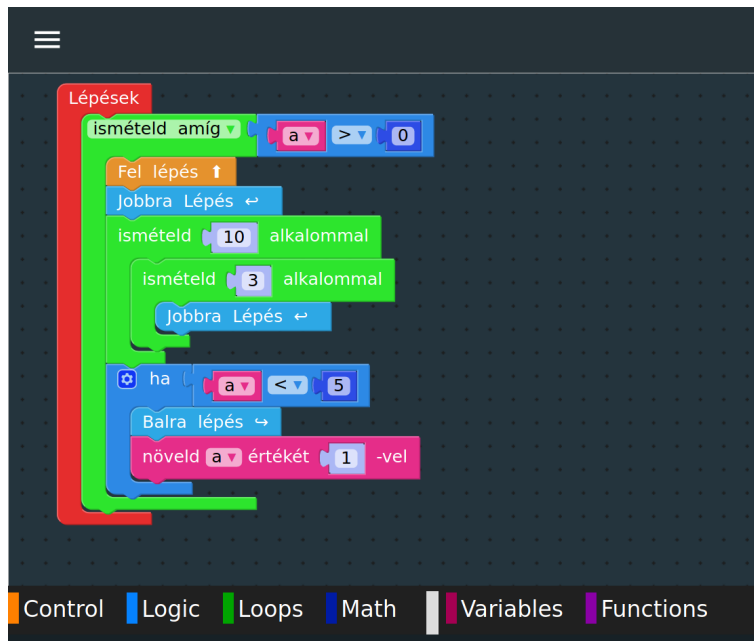 Lépések
ismételd amíg ▾ a ▾ > ▾ 0
Fel lépés ⬆
Jobbra Lépés ↩
ismételd 10 alkalommal
ismételd 3 alkalommal
Jobbra Lépés ↩
ha a ▾ < ▾ 5
Balra lépés ↪
növeld a ▾ értékét 1 -vel
Control Logic Loops Math Variables Functions